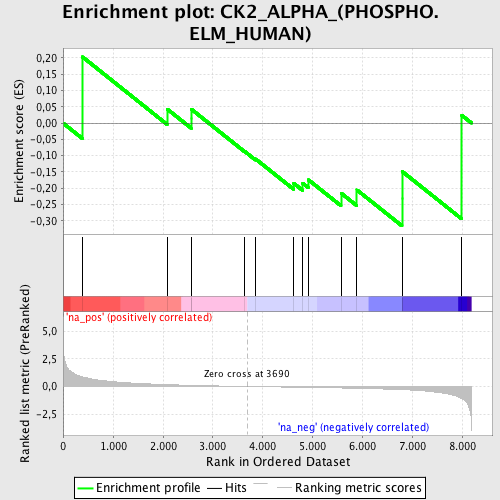 Enrichment plot: CK2_ALPHA_(PHOSPHO.
ELM_HUMAN)
Enrichment score (ES)
0,20
0,15
0,10
0,05
0,00
-0,05
-0,10
-0,15
-0,20
-0,25
-0,30
'na_pos' (positively correlated)
Ranked list metric (PreRanked)
5,0
2,5
0,0
-2,5
Zero cross at 3690
'na_neg' (negatively correlated)
0 1.000 2.000 3.000 4.000 5.000 6.000 7.000 8.000
Rank in Ordered Dataset
Enrichment profile Hits Ranking metric scores